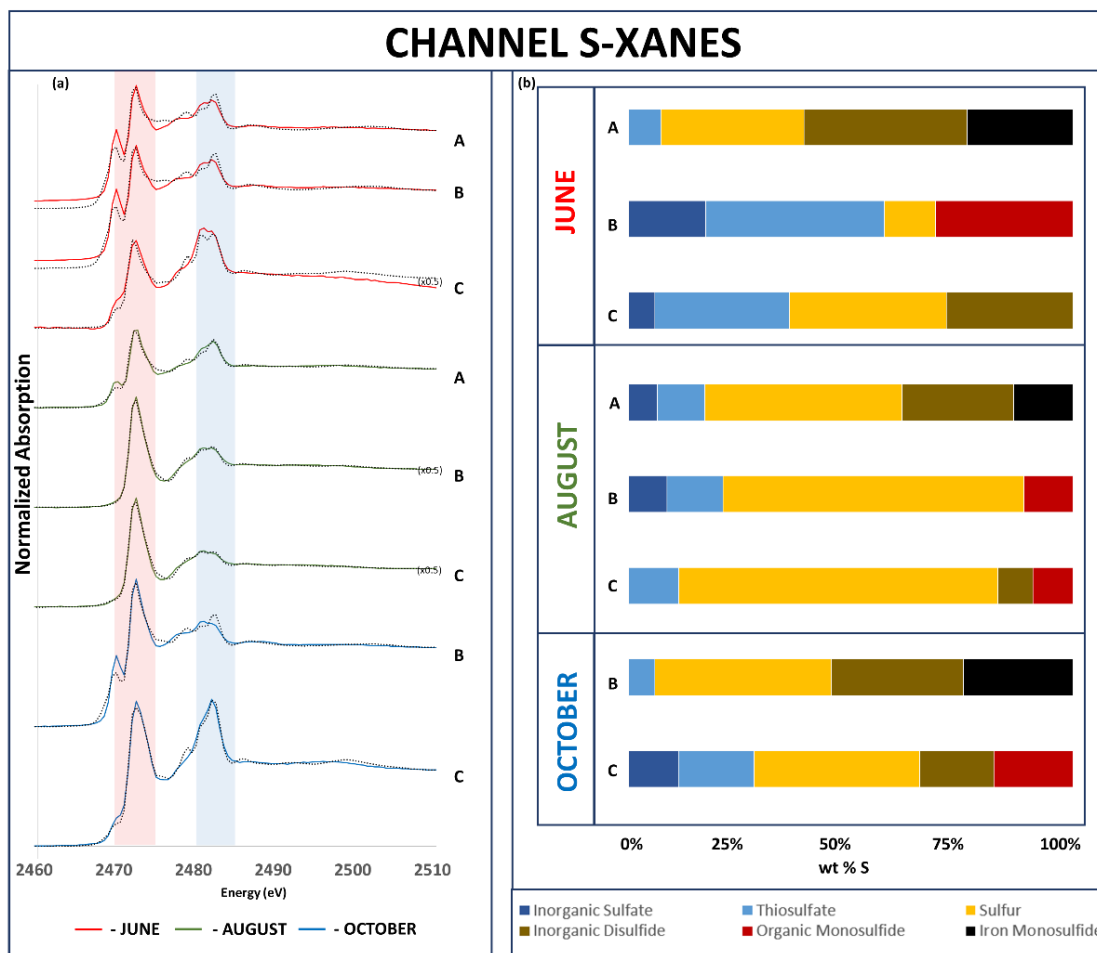 CHANNEL S-XANES
(a)
A
B
C
(x0.5)
A
B
(x0.5)
C
(x0.5)
B
C
Normalized Absorption
2460 2470 2480 2490 2500 2510
Energy (eV)
- JUNE - AUGUST - OCTOBER
(b)
JUNE
A
B
C
AUGUST
A
B
C
OCTOBER
B
C
0% 25% 50% 75% 100%
wt % S
Inorganic Sulfate Thiosulfate Sulfur
Inorganic Disulfide Organic Monosulfide Iron Monosulfide